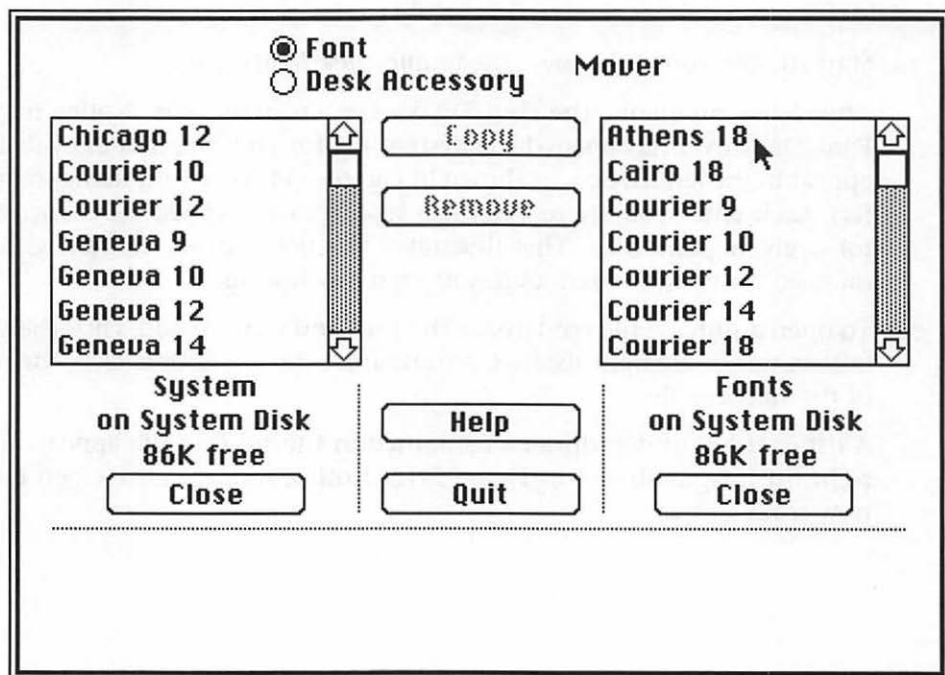 Font
Desk Accessory
Mover
Chicago 12
Courier 10
Courier 12
Geneva 9
Geneva 10
Geneva 12
Geneva 14
Copy
Remove
Athens 18
Cairo 18
Courier 9
Courier 10
Courier 12
Courier 14
Courier 18
System
on System Disk
86K free
Close
Help
Quit
Fonts
on System Disk
86K free
Close